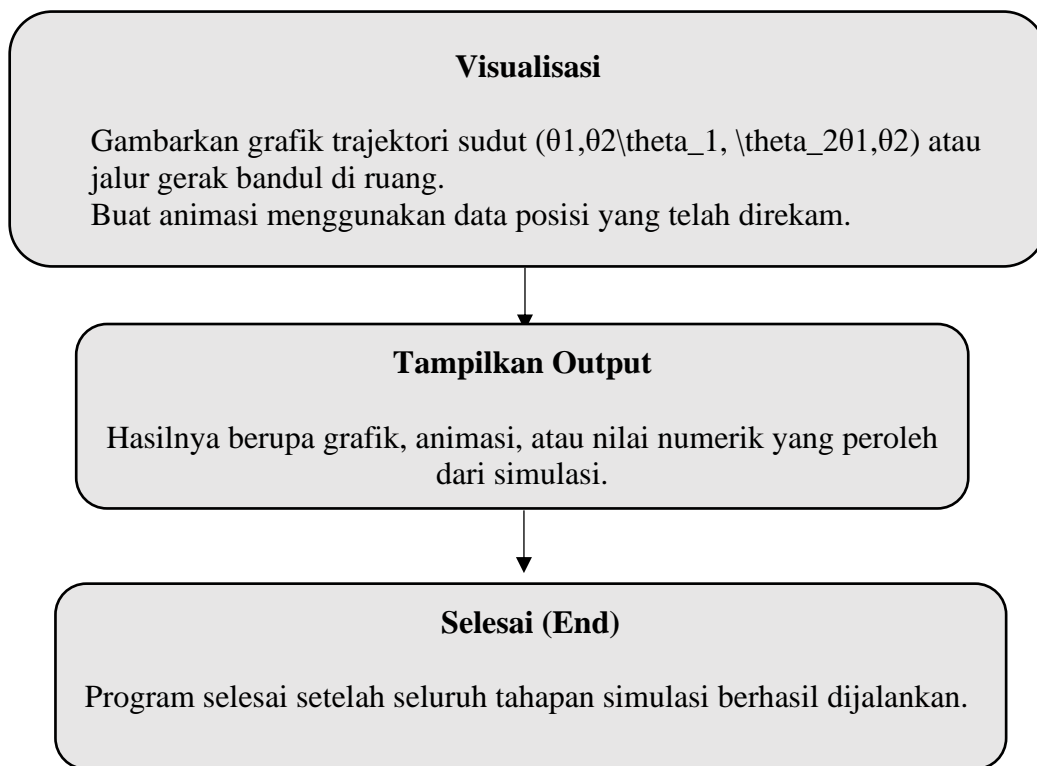 Visualisasi
Gambarkan grafik trajektori sudut (θ1,θ2\theta_1, \theta_2θ1,θ2) atau
jalur gerak bandul di ruang.
Buat animasi menggunakan data posisi yang telah direkam.
Tampilkan Output
Hasilnya berupa grafik, animasi, atau nilai numerik yang peroleh
dari simulasi.
Selesai (End)
Program selesai setelah seluruh tahapan simulasi berhasil dijalankan.